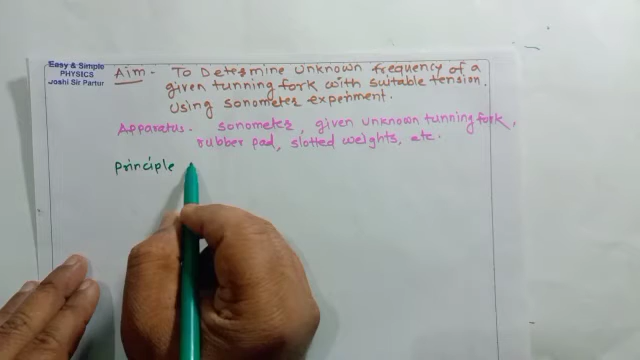 Easy & Simple
PHYSICS
Joshi Sir Partur
Aim - To Determine Unknown frequency of a
given tunning fork with suitable tension.
Using sonometer experiment.
Apparatus - sonometer, given unknown tunning fork,
rubber pad, slotted weights, etc.
Principle